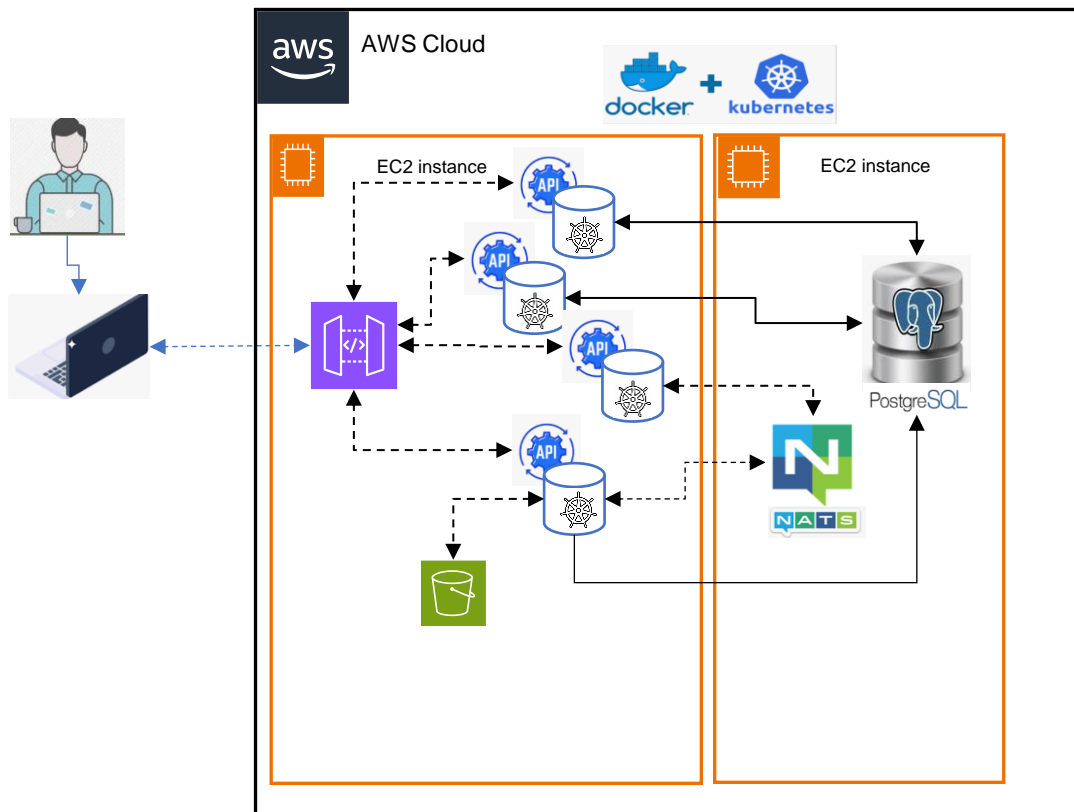 aws
AWS Cloud
docker
+
kubernetes
EC2 instance
EC2 instance
API
API
</>
API
PostgreSQL
API
N
NATS